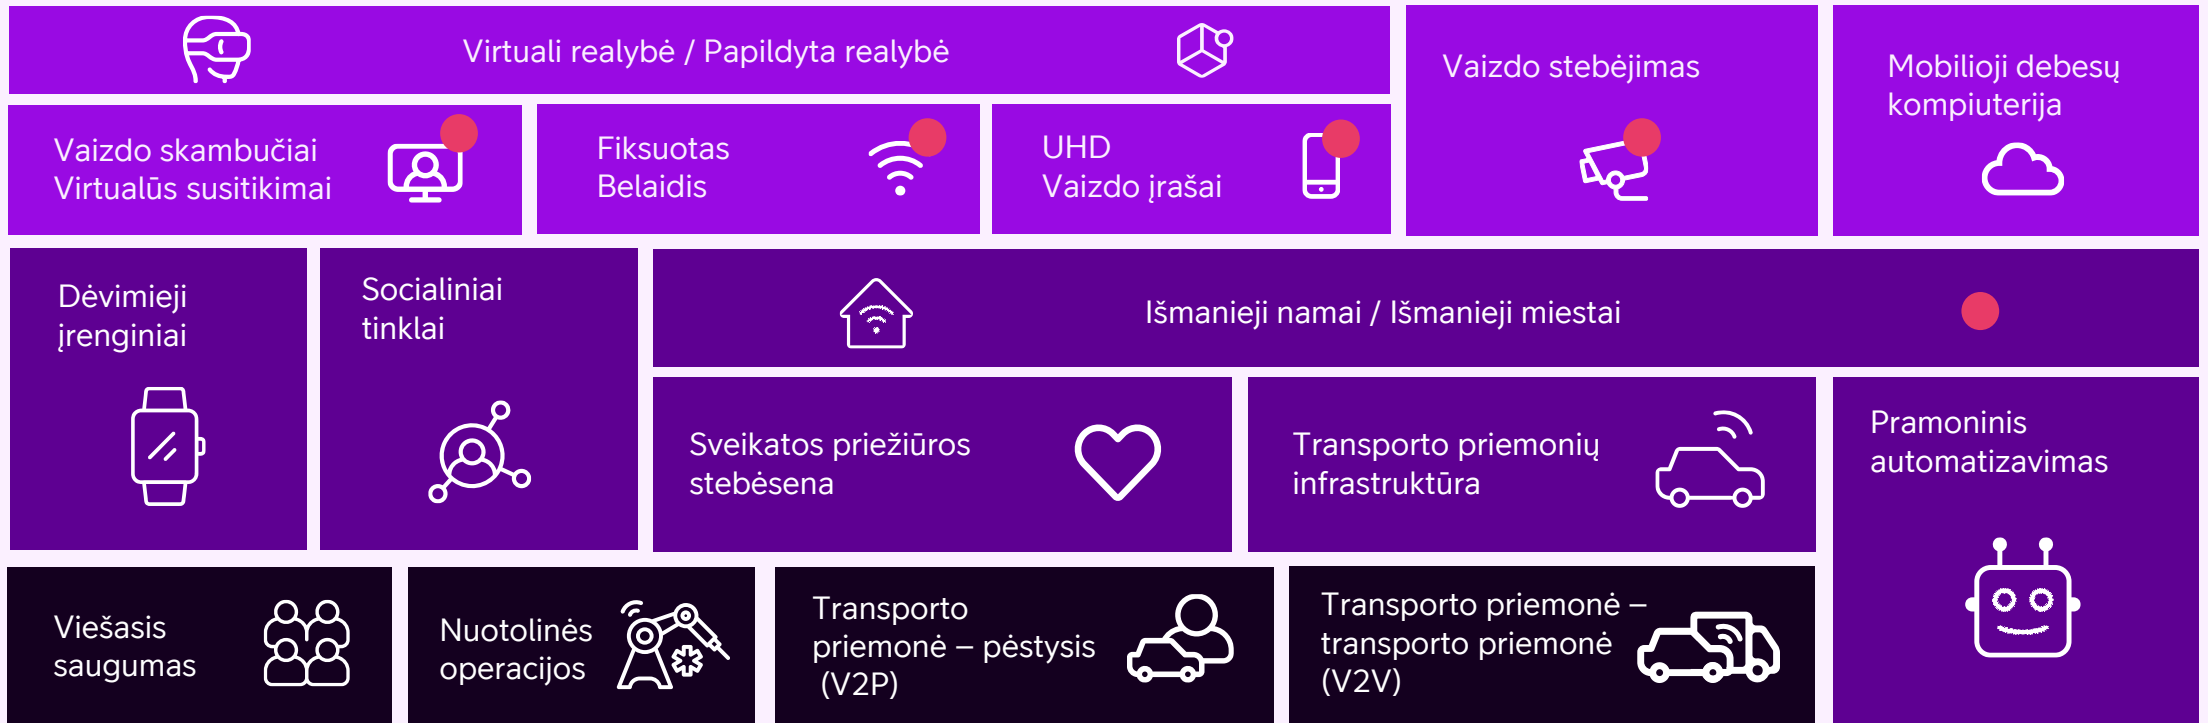 Virtuali realybė / Papildyta realybė
Vaizdo stebėjimas
Mobilioji debesų
kompiuterija
Vaizdo skambučiai
Virtualūs susitikimai
Fiksuotas
Belaidis
UHD
Vaizdo įrašai
Dėvimieji
įrenginiai
Socialiniai
tinklai
Išmanieji namai / Išmanieji miestai
Sveikatos priežiūros
stebėsena
Transporto priemonių
infrastruktūra
Pramoninis
automatizavimas
Viešasis
saugumas
Nuotolinės
operacijos
Transporto
priemonė – pėstysis
(V2P)
Transporto priemonė –
transporto priemonė
(V2V)